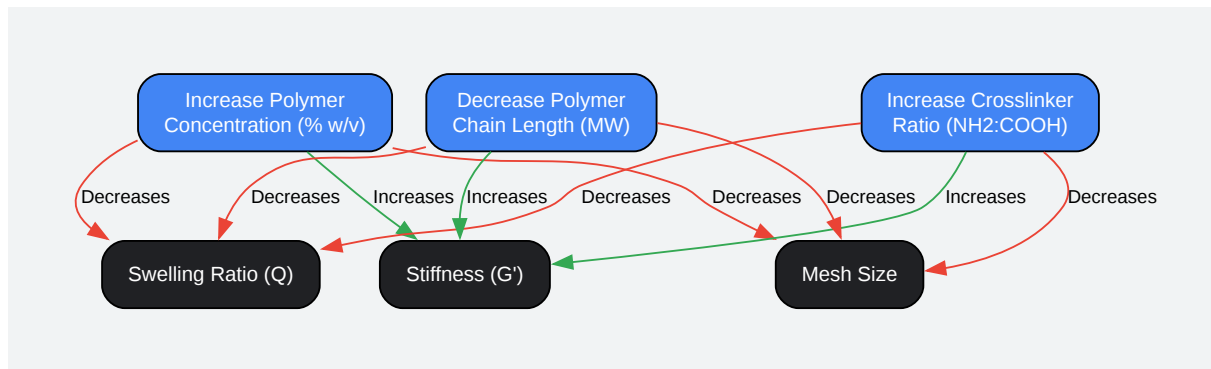 Increase Polymer
Concentration (% w/v)
Decrease Polymer
Chain Length (MW)
Increase Crosslinker
Ratio (NH2:COOH)
Decreases
Decreases
Increases
Increases
Decreases
Decreases
Decreases
Increases
Decreases
Swelling Ratio (Q)
Stiffness (G')
Mesh Size